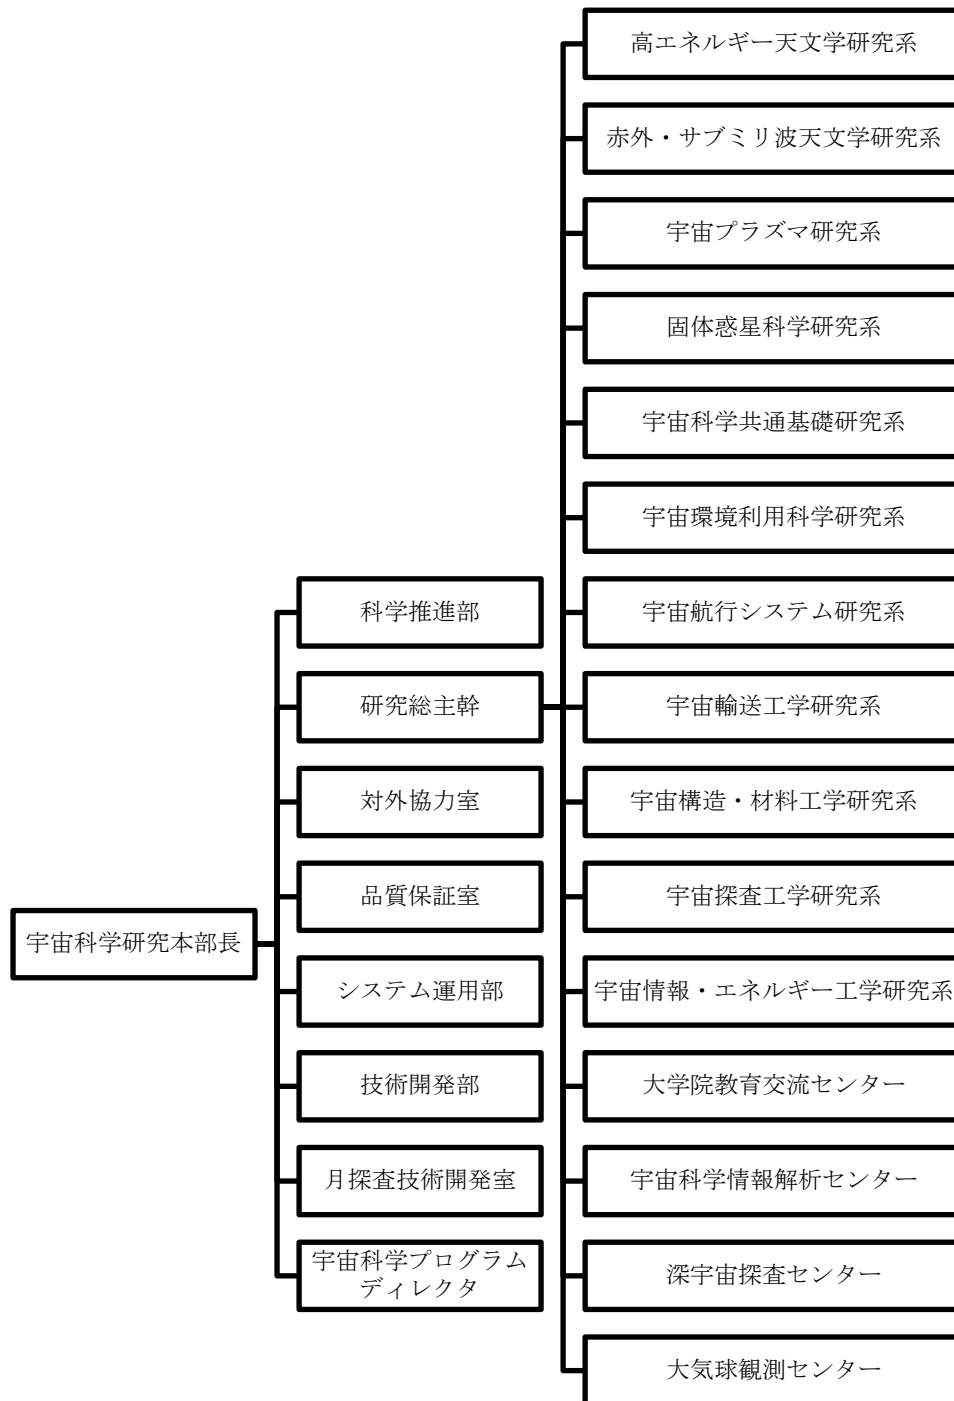 宇宙科学研究本部長
科学推進部
研究総主幹
対外協力室
品質保証室
システム運用部
技術開発部
月探査技術開発室
宇宙科学プログラム
ディレクタ
高エネルギー天文学研究系
赤外・サブミリ波天文学研究系
宇宙プラズマ研究系
固体惑星科学研究系
宇宙科学共通基礎研究系
宇宙環境利用科学研究系
宇宙航行システム研究系
宇宙輸送工学研究系
宇宙構造・材料工学研究系
宇宙探査工学研究系
宇宙情報・エネルギー工学研究系
大学院教育交流センター
宇宙科学情報解析センター
深宇宙探査センター
大気球観測センター